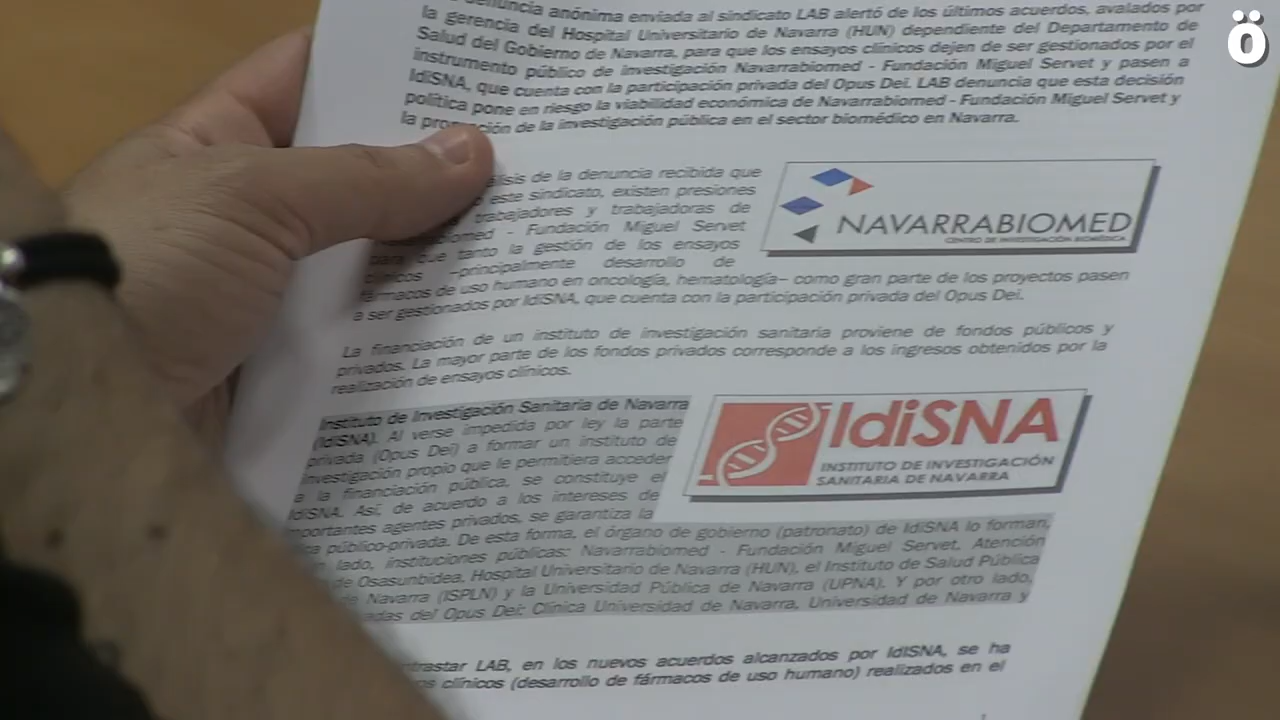 denuncia anónima enviada al sindicato LAB alertó de los últimos acuerdos, avalados por
la gerencia del Hospital Universitario de Navarra (HUN) dependiente del Departamento de
Salud del Gobierno de Navarra, para que los ensayos clínicos dejen de ser gestionados por el
instrumento público de investigación Navarrabiomed - Fundación Miguel Servet y pasen a
IdiSNA, que cuenta con la participación privada del Opus Dei. LAB denuncia que esta decisión
política pone en riesgo la viabilidad económica de Navarrabiomed - Fundación Miguel Servet y
la de la investigación pública en el sector biomédico en Navarra.
de la denuncia recibida que
este sindicato, existen presiones
trabajadores y trabajadoras de
- Fundación Miguel Servet
para que tanto la gestión de los ensayos
clínicos –principalmente desarrollo de
fármacos de uso humano en oncología, hematología– como gran parte de los proyectos pasen
a ser gestionados por IdiSNA, que cuenta con la participación privada del Opus Dei.
NAVARRABIOMED
CENTRO DE INVESTIGACIÓN BIOMÉDICA
La financiación de un instituto de investigación sanitaria proviene de fondos públicos y
privados. La mayor parte de los fondos privados corresponde a los ingresos obtenidos por la
realización de ensayos clínicos.
Instituto de Investigación Sanitaria de Navarra
(IdiSNA). Al verse impedida por ley la parte
privada (Opus Dei) a formar un instituto de
investigación propio que le permitiera acceder
a la financiación pública, se constituye el
IdiSNA. Así, de acuerdo a los intereses de
portantes agentes privados, se garantiza la
público-privada. De esta forma, el órgano de gobierno (patronato) de IdiSNA lo forman,
lado, instituciones públicas: Navarrabiomed - Fundación Miguel Servet, Atención
de Osasunbidea, Hospital Universitario de Navarra (HUN), el Instituto de Salud Pública
Navarra (ISPLN) y la Universidad Pública de Navarra (UPNA). Y por otro lado,
adas del Opus Dei: Clínica Universidad de Navarra, Universidad de Navarra y
IdiSNA
INSTITUTO DE INVESTIGACIÓN
SANITARIA DE NAVARRA
trastar LAB, en los nuevos acuerdos alcanzados por IdISNA, se ha
clínicos (desarrollo de fármacos de uso humano) realizados en el
ö